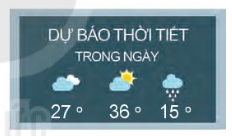 DỰ BÁO THỜI TIẾT
TRONG NGÀY
27 ° 36 ° 15 °